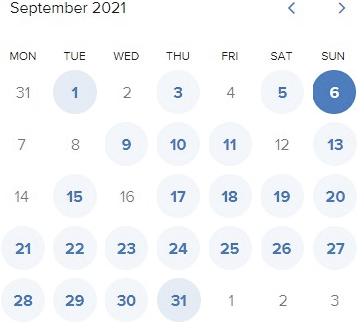 September 2021
MON TUE WED THU FRI SAT SUN
31 1 2 3 4 5 6
7 8 9 10 11 12 13
14 15 16 17 18 19 20
21 22 23 24 25 26 27
28 29 30 31 1 2 3